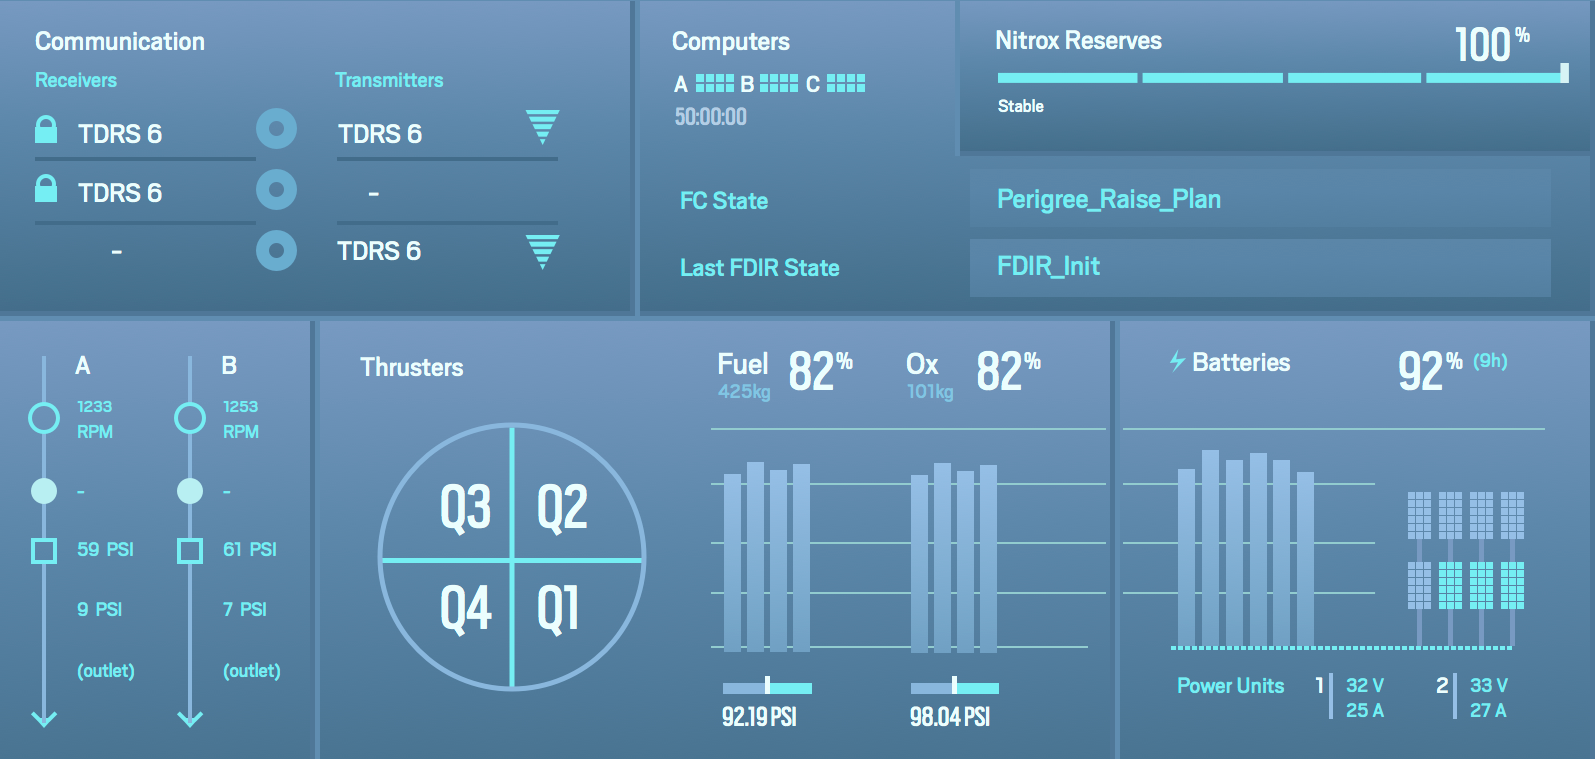 Communication
Receivers Transmitters
TDRS 6 TDRS 6
TDRS 6 -
- TDRS 6
Computers
A B C
50:00:00
Nitrox Reserves 100%
Stable
FC State Perigree_Raise_Plan
Last FDIR State FDIR_Init
A B
1233 1253
RPM RPM
- -
59 PSI 61 PSI
9 PSI 7 PSI
(outlet) (outlet)
Thrusters
Q3 Q2
Q4 Q1
Fuel 82% Ox 82%
425kg 101kg
92.19 PSI 98.04 PSI
Batteries 92% (9h)
Power Units 1 32 V 2 33 V
25 A 27 A